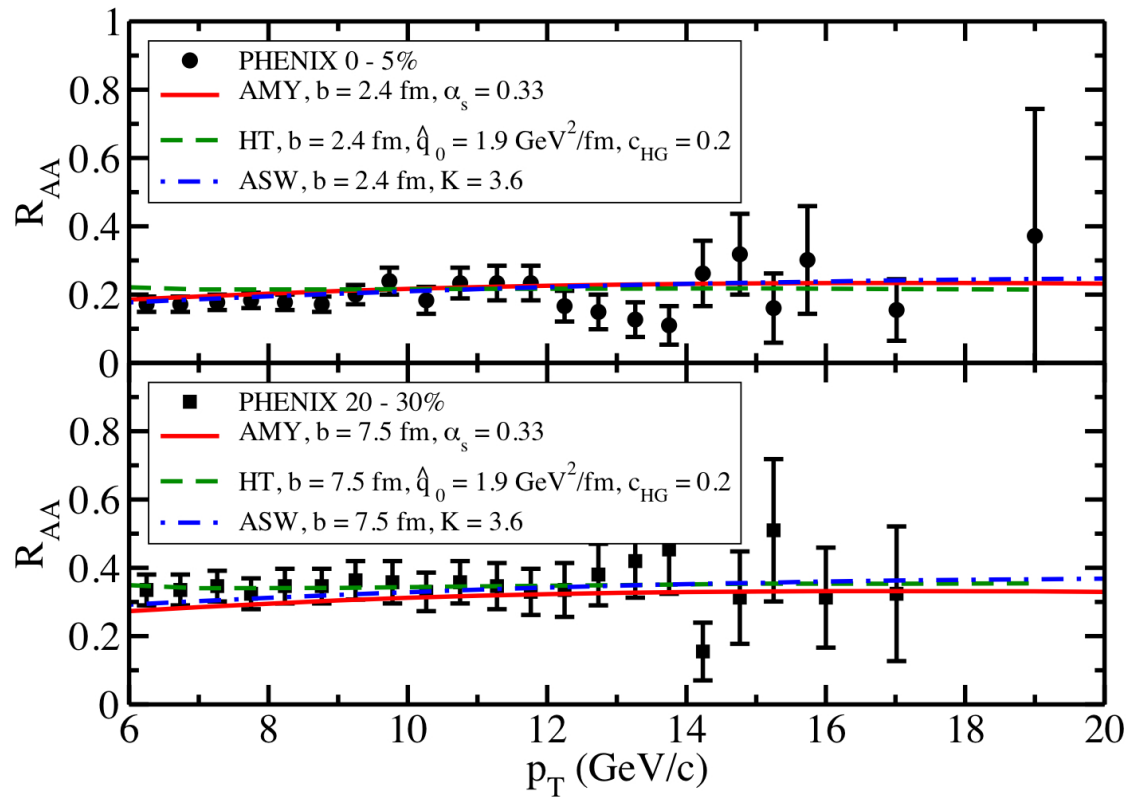 1
0.8
0.6
0.4
0.2
0
R_AA
PHENIX 0 - 5%
AMY, b = 2.4 fm, α_s = 0.33
HT, b = 2.4 fm, q̂_0 = 1.9 GeV²/fm, c_HG = 0.2
ASW, b = 2.4 fm, K = 3.6
0.8
0.6
0.4
0.2
0
R_AA
PHENIX 20 - 30%
AMY, b = 7.5 fm, α_s = 0.33
HT, b = 7.5 fm, q̂_0 = 1.9 GeV²/fm, c_HG = 0.2
ASW, b = 7.5 fm, K = 3.6
6 8 10 12 14 16 18 20
p_T (GeV/c)